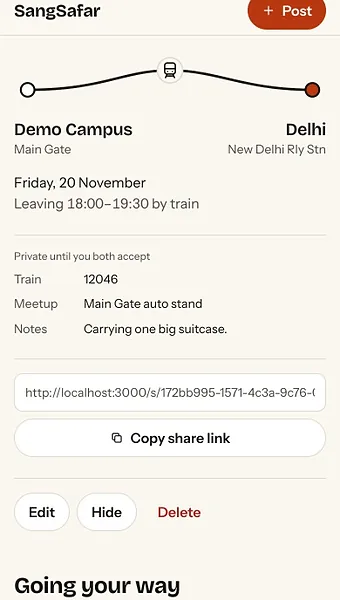 SangSafar
+ Post
Demo Campus
Delhi
Main Gate
New Delhi Rly Stn
Friday, 20 November
Leaving 18:00–19:30 by train
Private until you both accept
Train 12046
Meetup Main Gate auto stand
Notes Carrying one big suitcase.
http://localhost:3000/s/172bb995-1571-4c3a-9c76-
Copy share link
Edit Hide Delete
Going your way